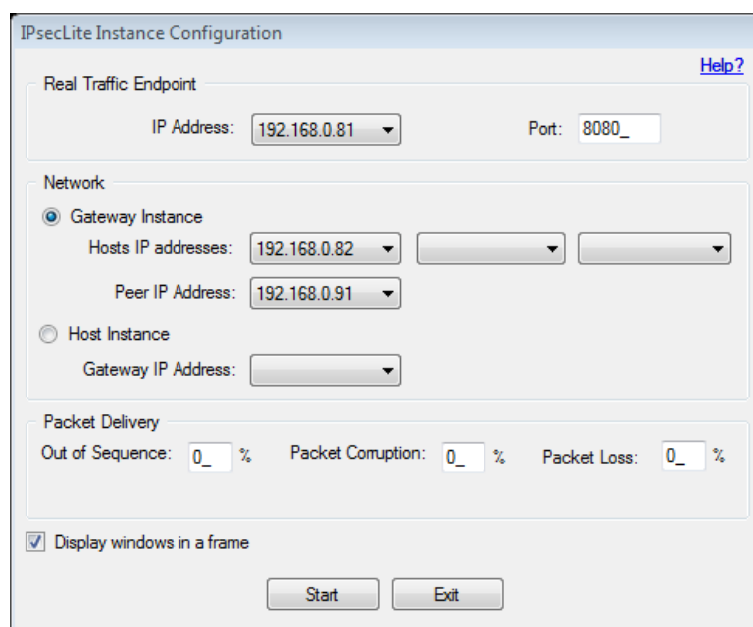 IPsecLite Instance Configuration
Help?
Real Traffic Endpoint
IP Address: 192.168.0.81 Port: 8080_
Network
Gateway Instance
Hosts IP addresses: 192.168.0.82
Peer IP Address: 192.168.0.91
Host Instance
Gateway IP Address:
Packet Delivery
Out of Sequence: 0_ % Packet Corruption: 0_ % Packet Loss: 0_ %
Display windows in a frame
Start Exit